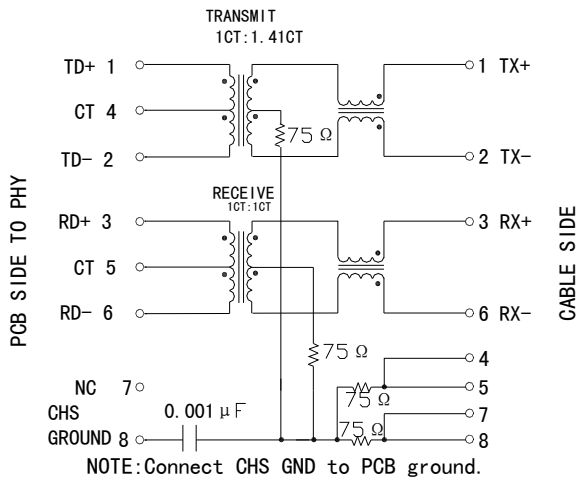 TRANSMIT
1CT:1.41CT
TD+ 1
1 TX+
CT 4
75 Ω
TD- 2
2 TX-
PCB SIDE TO PHY
CABLE SIDE
RECEIVE
1CT:1CT
RD+ 3
3 RX+
CT 5
RD- 6
6 RX-
75 Ω
4
NC 7
5
75 Ω
CHS
0.001 μF
7
75 Ω
GROUND 8
8
NOTE:Connect CHS GND to PCB ground.